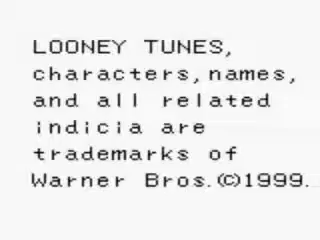 LOONEY TUNES,
characters, names,
and all related
indicia are
trademarks of
Warner Bros.©1999.